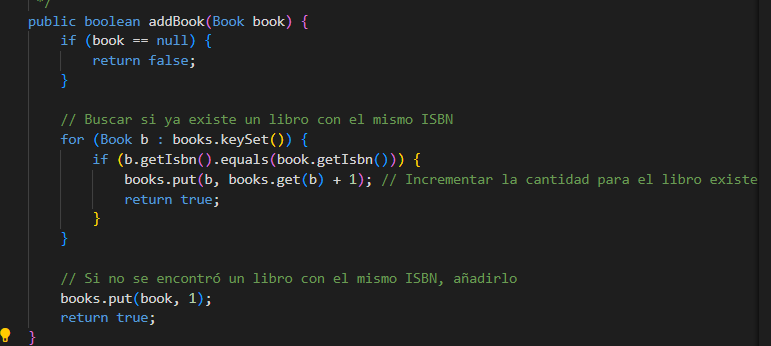 */
public boolean addBook(Book book) {
    if (book == null) {
        return false;
    }

    // Buscar si ya existe un libro con el mismo ISBN
    for (Book b : books.keySet()) {
        if (b.getIsbn().equals(book.getIsbn())) {
            books.put(b, books.get(b) + 1); // Incrementar la cantidad para el libro existe
            return true;
        }
    }

    // Si no se encontró un libro con el mismo ISBN, añadirlo
    books.put(book, 1);
    return true;
}